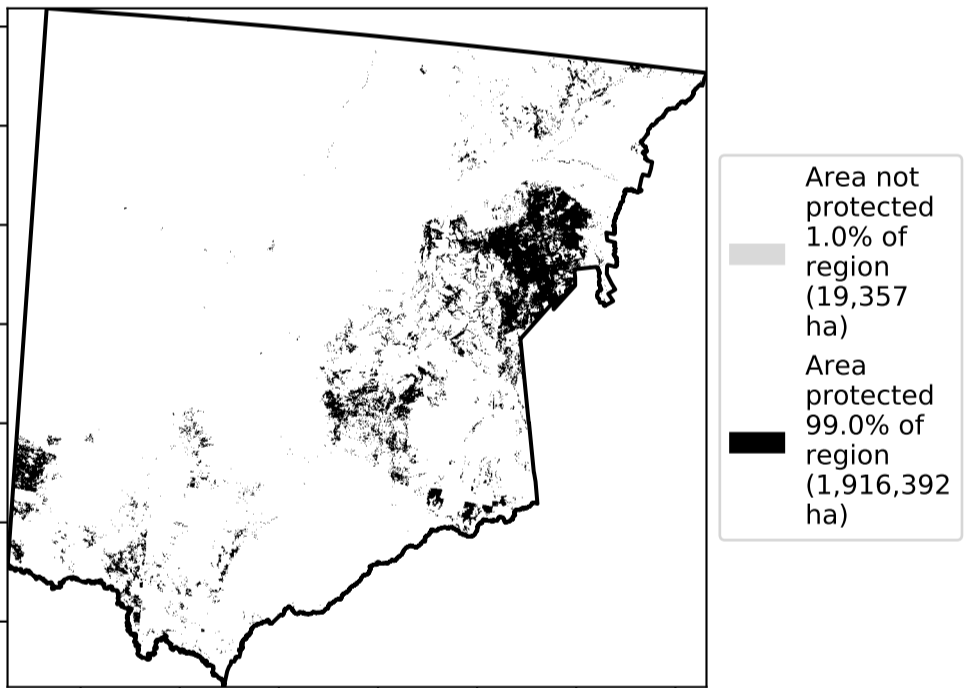 Area not
protected
1.0% of
region
(19,357
ha)
Area
protected
99.0% of
region
(1,916,392
ha)